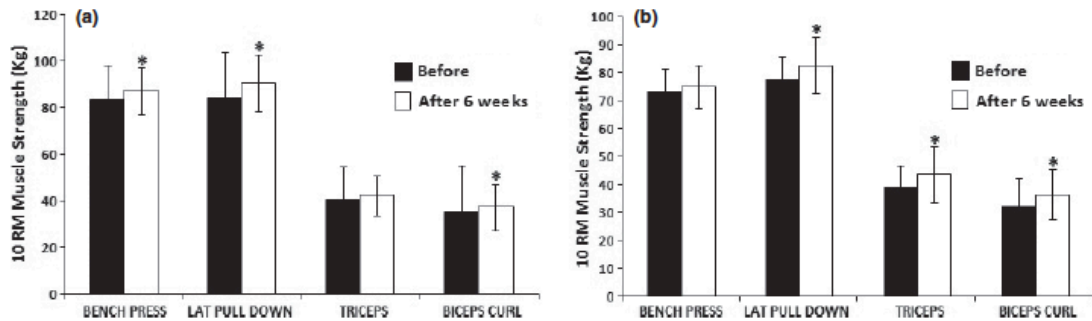 (a)
10 RM Muscle Strength (Kg)
120
100
80
60
40
20
0
*
*
*
Before
After 6 weeks
BENCH PRESS LAT PULL DOWN TRICEPS BICEPS CURL
(b)
10 RM Muscle Strength (Kg)
100
90
80
70
60
50
40
30
20
10
0
*
*
*
Before
After 6 weeks
BENCH PRESS LAT PULL DOWN TRICEPS BICEPS CURL